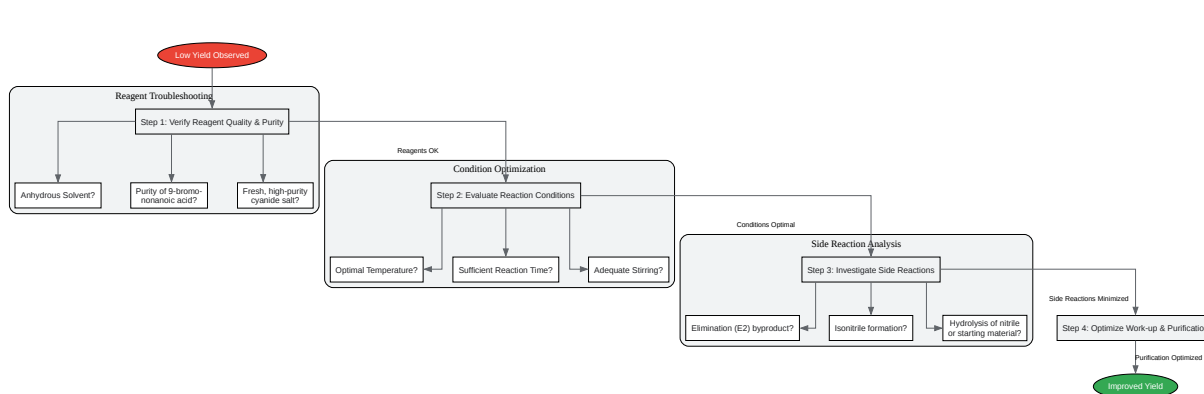 Low Yield Observed
Reagent Troubleshooting
Step 1: Verify Reagent Quality & Purity
Anhydrous Solvent?
Purity of 9-bromo-
nonanoic acid?
Fresh, high-purity
cyanide salt?
Reagents OK
Condition Optimization
Step 2: Evaluate Reaction Conditions
Optimal Temperature?
Sufficient Reaction Time?
Adequate Stirring?
Conditions Optimal
Side Reaction Analysis
Step 3: Investigate Side Reactions
Elimination (E2) byproduct?
Isonitrile formation?
Hydrolysis of nitrile
or starting material?
Side Reactions Minimized
Step 4: Optimize Work-up & Purificatio
Purification Optimized
Improved Yield